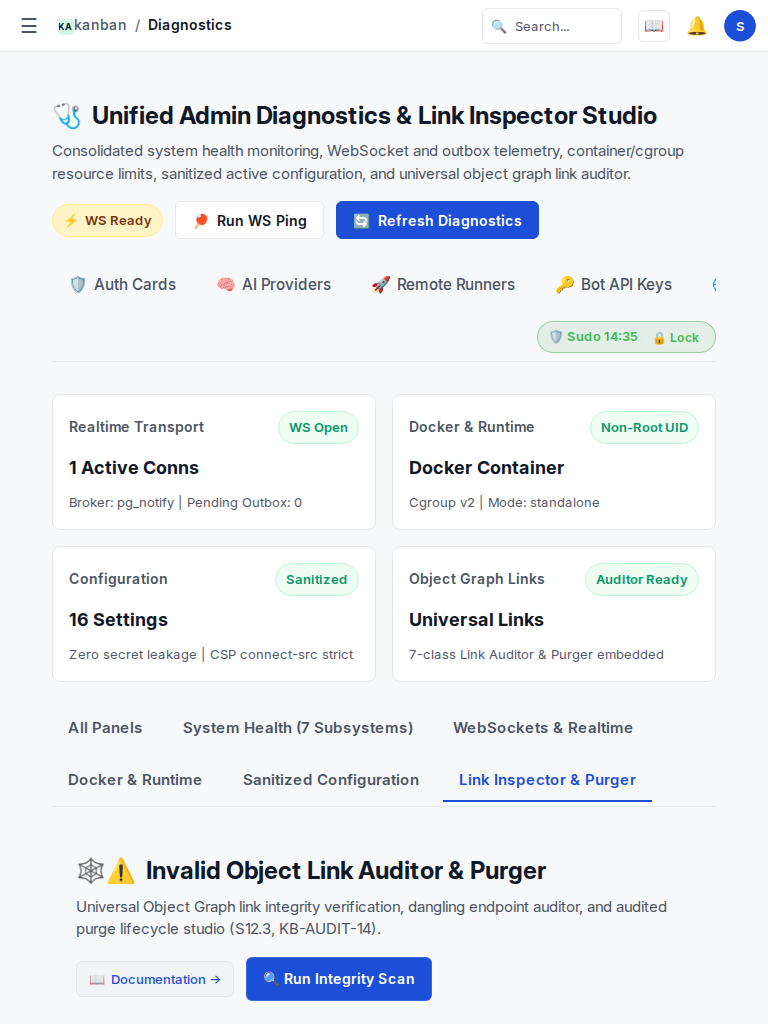 KA kanban / Diagnostics
Search...
S
Unified Admin Diagnostics & Link Inspector Studio
Consolidated system health monitoring, WebSocket and outbox telemetry, container/cgroup
resource limits, sanitized active configuration, and universal object graph link auditor.
WS Ready
Run WS Ping
Refresh Diagnostics
Auth Cards
AI Providers
Remote Runners
Bot API Keys
Sudo 14:35
Lock
Realtime Transport
WS Open
1 Active Conns
Broker: pg_notify | Pending Outbox: 0
Docker & Runtime
Non-Root UID
Docker Container
Cgroup v2 | Mode: standalone
Configuration
Sanitized
16 Settings
Zero secret leakage | CSP connect-src strict
Object Graph Links
Auditor Ready
Universal Links
7-class Link Auditor & Purger embedded
All Panels
System Health (7 Subsystems)
WebSockets & Realtime
Docker & Runtime
Sanitized Configuration
Link Inspector & Purger
Invalid Object Link Auditor & Purger
Universal Object Graph link integrity verification, dangling endpoint auditor, and audited
purge lifecycle studio (S12.3, KB-AUDIT-14).
Documentation →
Run Integrity Scan